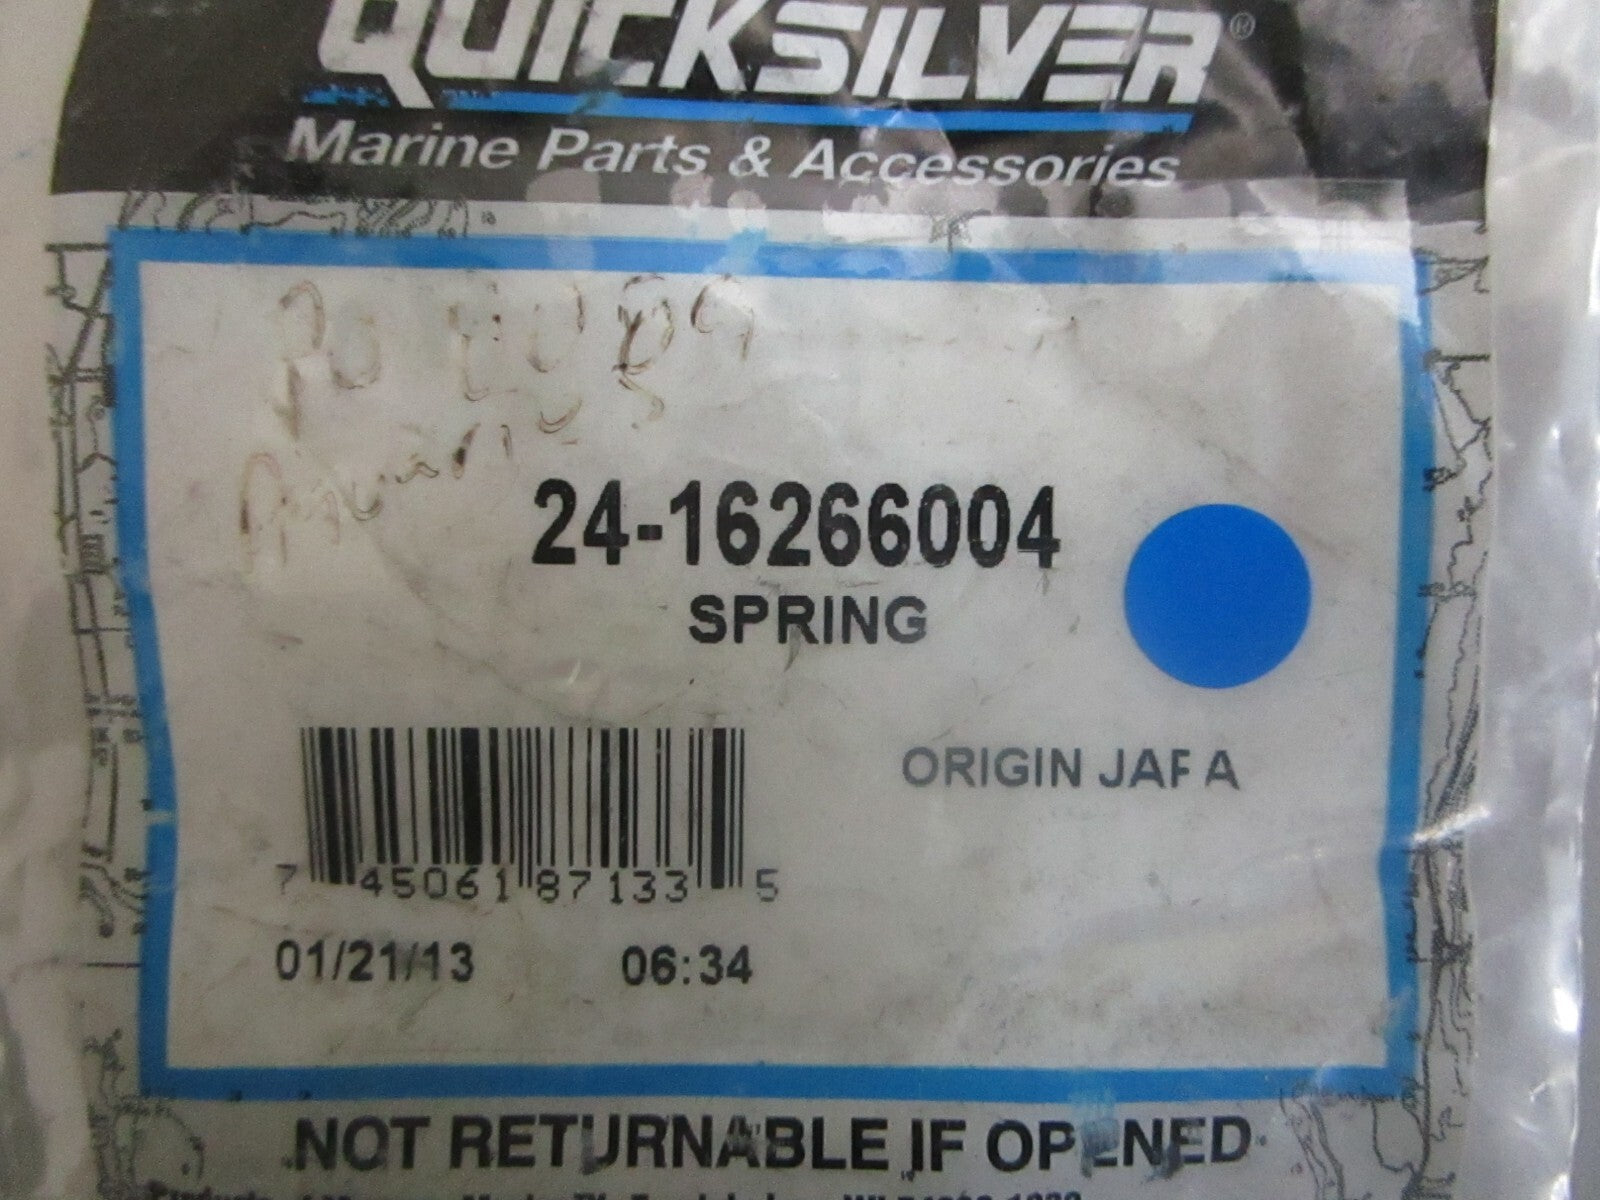 QUICKSILVER®
Marine Parts & Accessories
24-16266004
SPRING
ORIGIN JAF A
7 45061 87133 5
01/21/13 06:34
NOT RETURNABLE IF OPENED